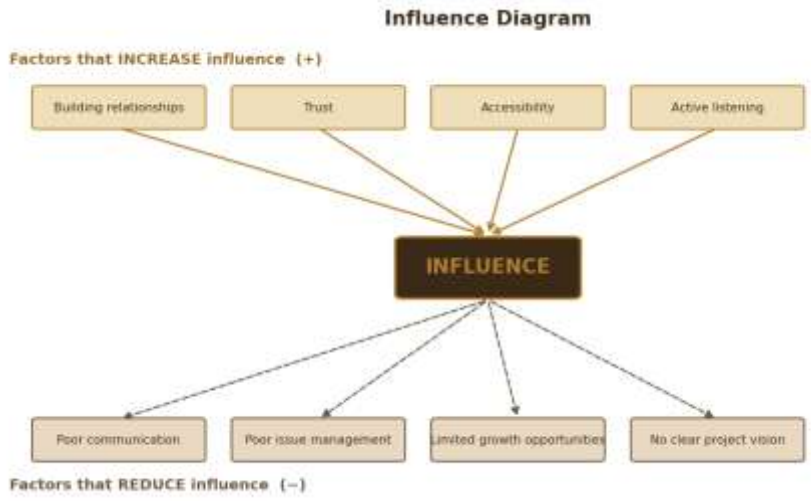 Influence Diagram
Factors that INCREASE influence (+)
Building relationships
Trust
Accessibility
Active listening
INFLUENCE
Poor communication
Poor issue management
Limited growth opportunities
No clear project vision
Factors that REDUCE influence (−)